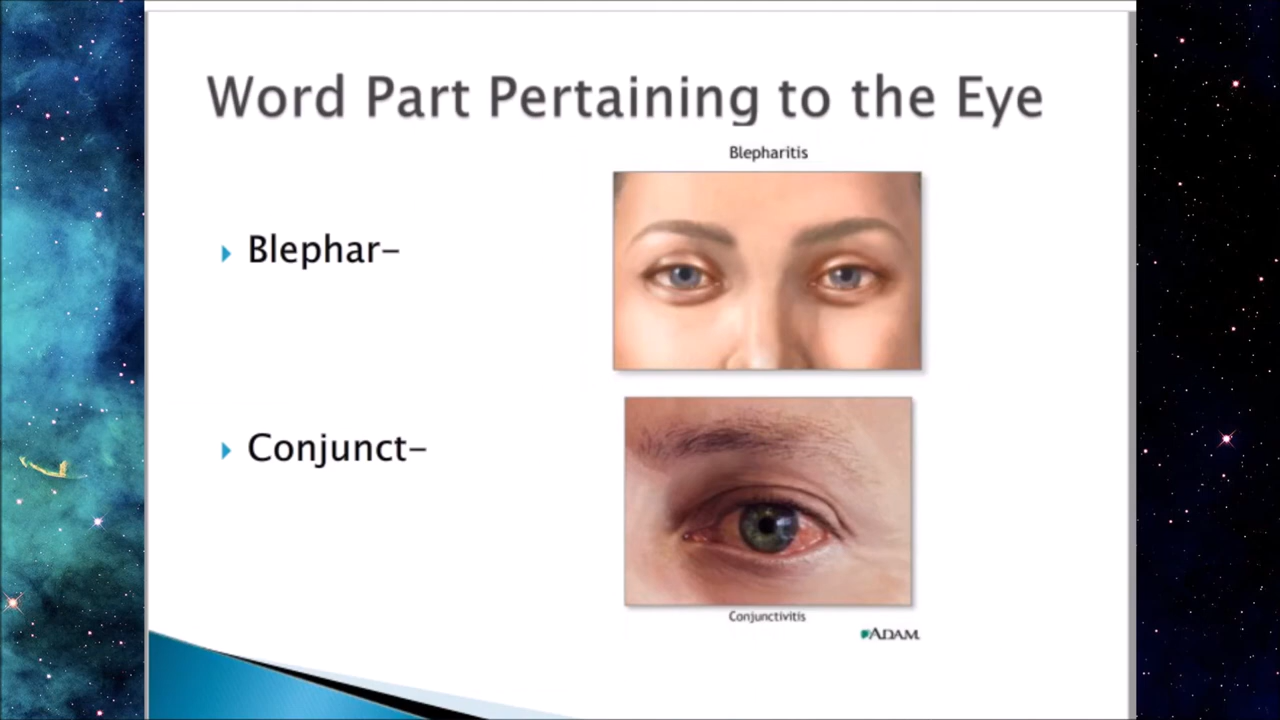 Word Part Pertaining to the Eye
Blepharitis
Blephar-
Conjunct-
Conjunctivitis
ADAM